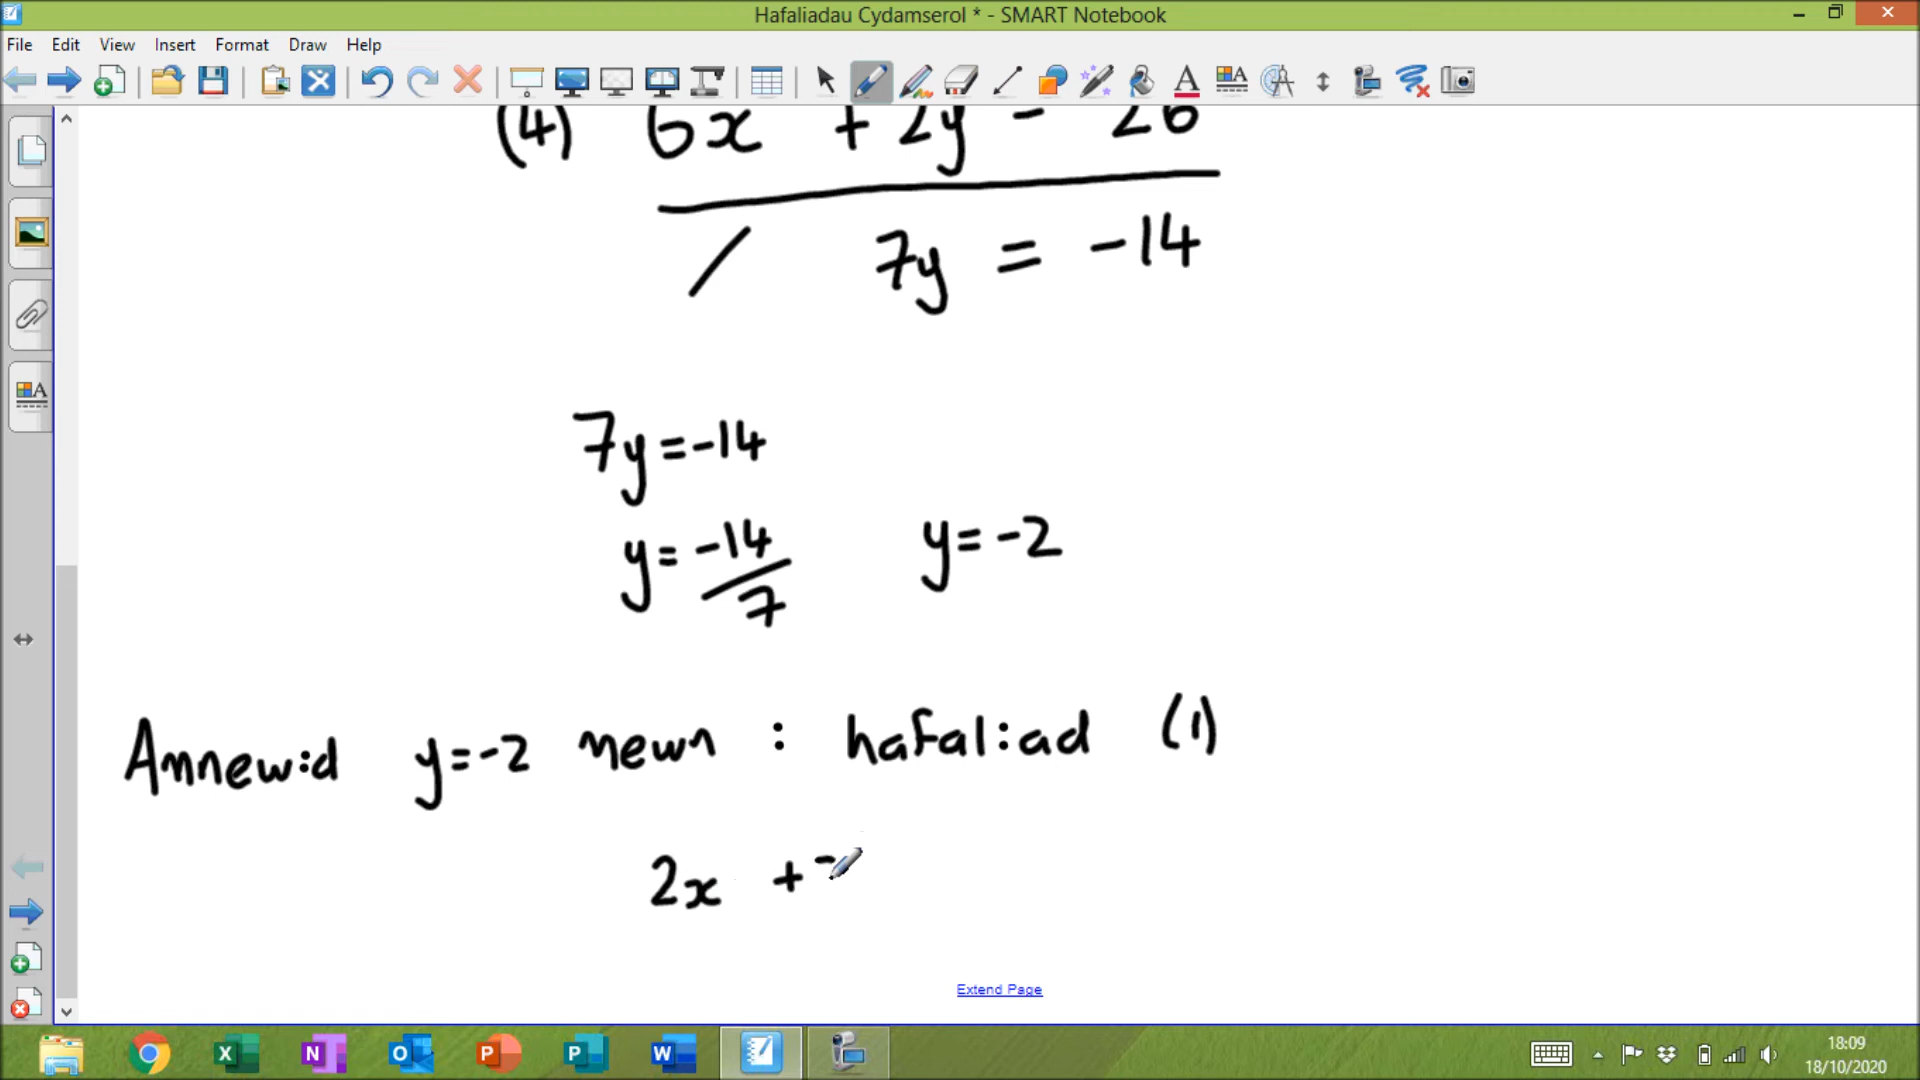 Hafaliadau Cydamserol * - SMART Notebook
File Edit View Insert Format Draw Help
(4) 6x + 2y = 26
7y = -14
7y = -14
y = -14/7 y = -2
Amnewid y = -2 mewn i hafaliad (1)
2x +
Extend Page
18:09
18/10/2020